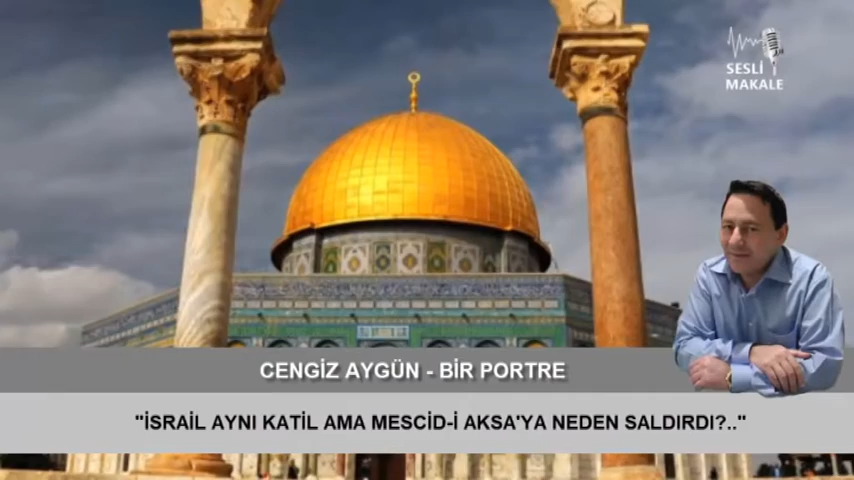 SESLİ
MAKALE
CENGİZ AYGÜN - BİR PORTRE
"İSRAİL AYNI KATİL AMA MESCİD-İ AKSA'YA NEDEN SALDIRDI?.."